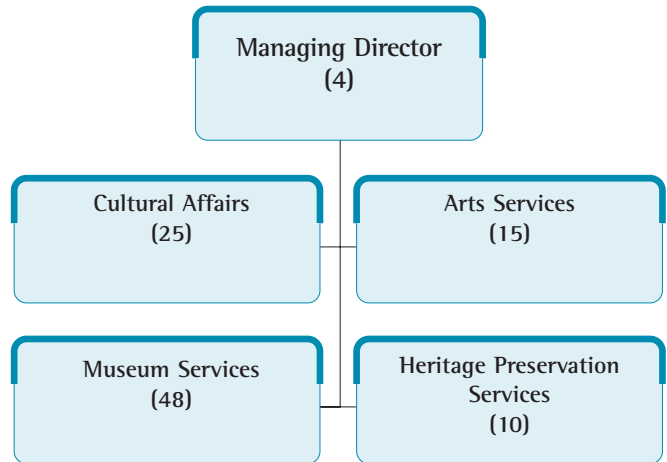 Managing Director
(4)
Cultural Affairs
(25)
Arts Services
(15)
Museum Services
(48)
Heritage Preservation
Services
(10)